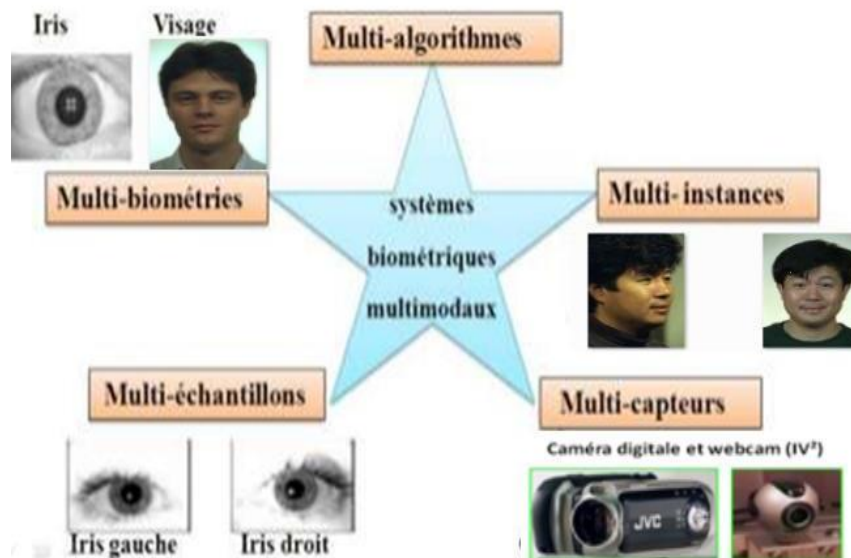 Iris
Visage
Multi-algorithmes
Multi-biométries
Multi- instances
systèmes
biométriques
multimodaux
Multi-échantillons
Multi-capteurs
Caméra digitale et webcam (IV²)
JVC
Iris gauche
Iris droit